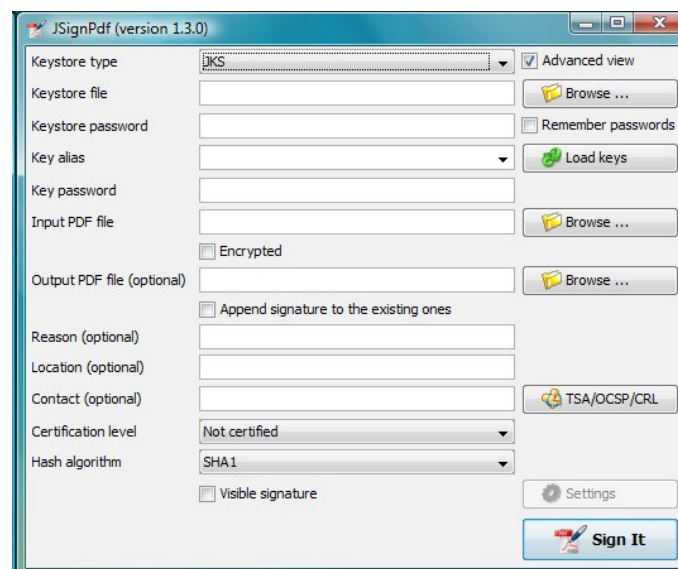 JSignPdf (version 1.3.0)
Keystore type JKS Advanced view
Keystore file Browse ...
Keystore password Remember passwords
Key alias Load keys
Key password
Input PDF file Browse ...
Encrypted
Output PDF file (optional) Browse ...
Append signature to the existing ones
Reason (optional)
Location (optional)
Contact (optional) TSA/OCSP/CRL
Certification level Not certified
Hash algorithm SHA1
Visible signature Settings
Sign It